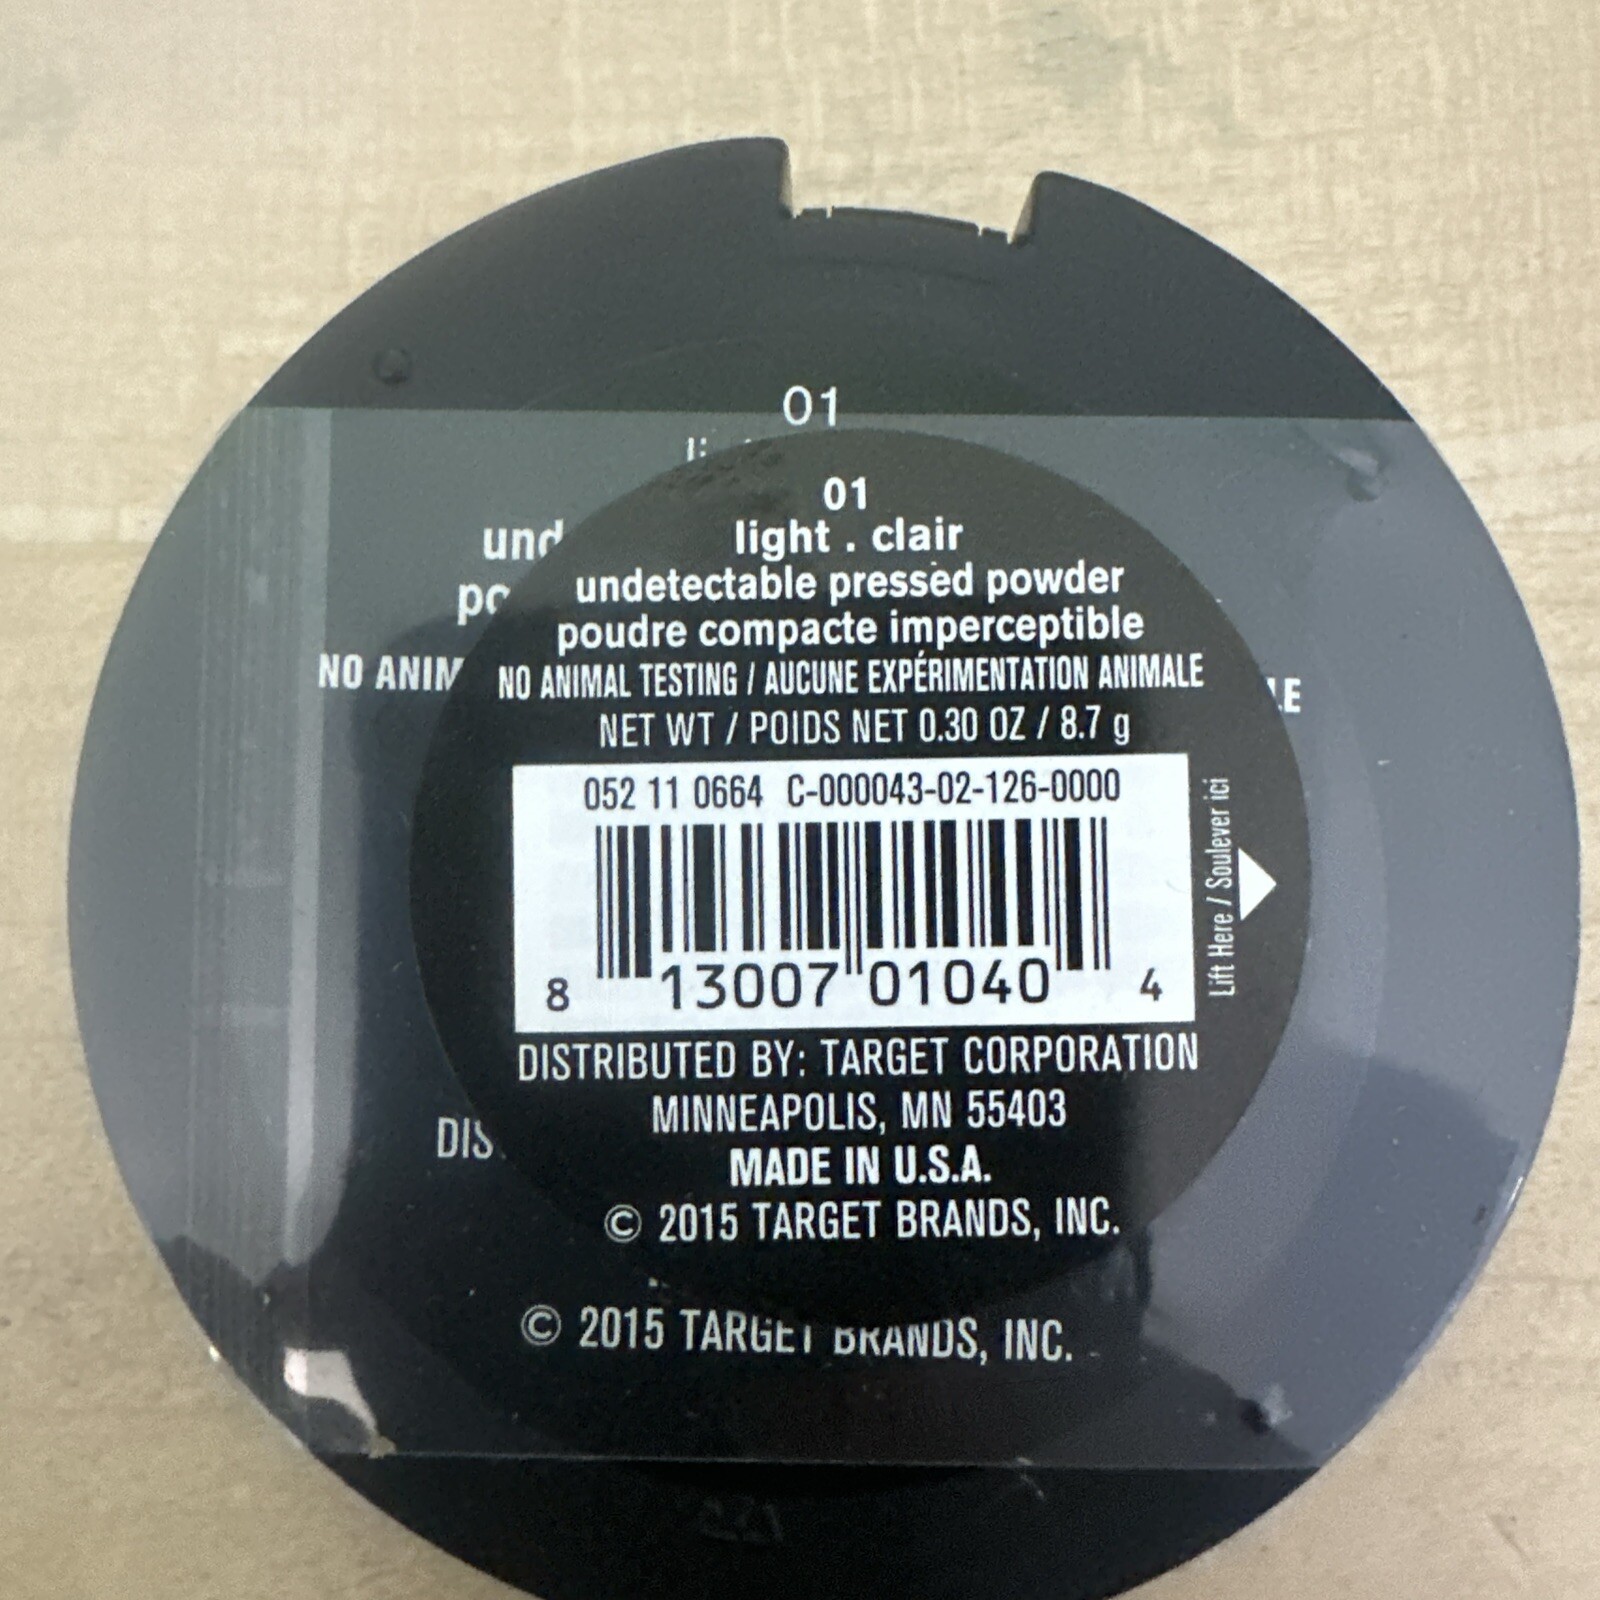 01
01
light . clair
und
undetectable pressed powder
po
poudre compacte imperceptible
NO ANIM
NO ANIMAL TESTING / AUCUNE EXPÉRIMENTATION ANIMALE
LE
NET WT / POIDS NET 0.30 OZ / 8.7 g
052 11 0664 C-000043-02-126-0000
8 13007 01040 4
Lift Here / Soulever ici
DISTRIBUTED BY: TARGET CORPORATION
MINNEAPOLIS, MN 55403
DIS
MADE IN U.S.A.
© 2015 TARGET BRANDS, INC.
© 2015 TARGET BRANDS, INC.